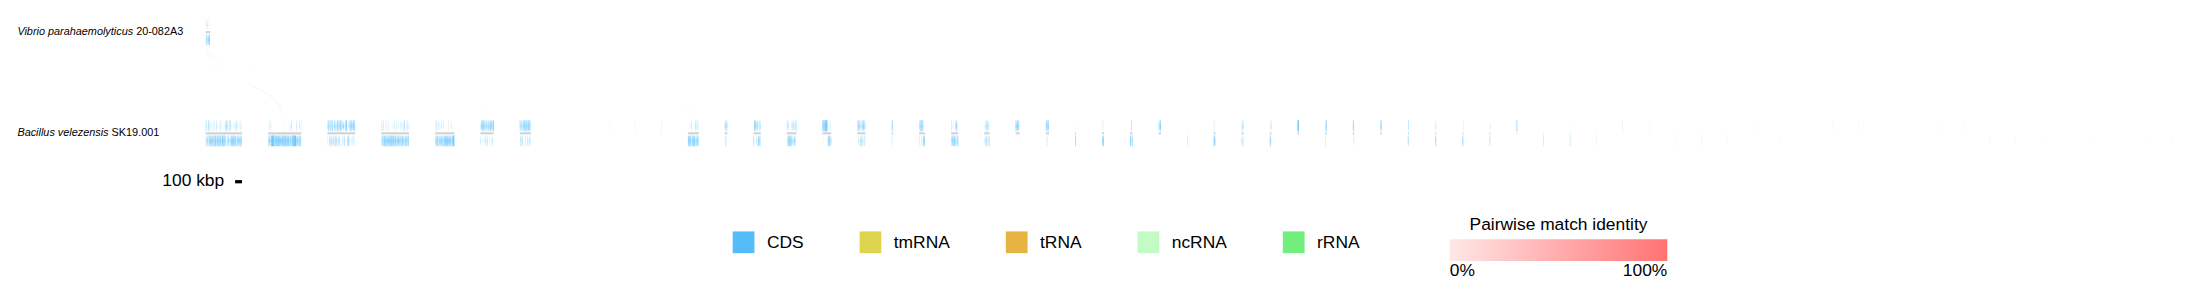 Vibrio parahaemolyticus 20-082A3
Bacillus velezensis SK19.001
100 kbp
CDS
tmRNA
tRNA
ncRNA
rRNA
Pairwise match identity
0%
100%